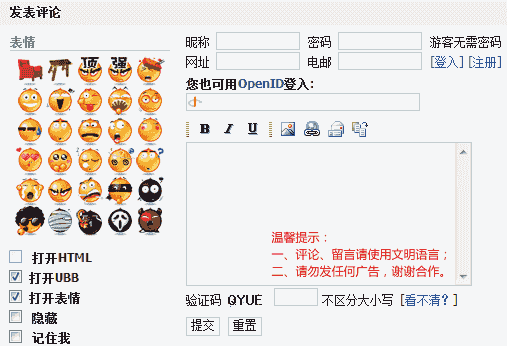 发表评论
表情
顶 强
打开HTML
打开UBB
打开表情
隐藏
记住我
昵称 密码 游客无需密码
网址 电邮 [登入] [注册]
您也可用OpenID登入:
B I U
温馨提示：
一、评论、留言请使用文明语言；
二、请勿发任何广告，谢谢合作。
验证码 QYUE 不区分大小写 [看不清？]
提交 重置